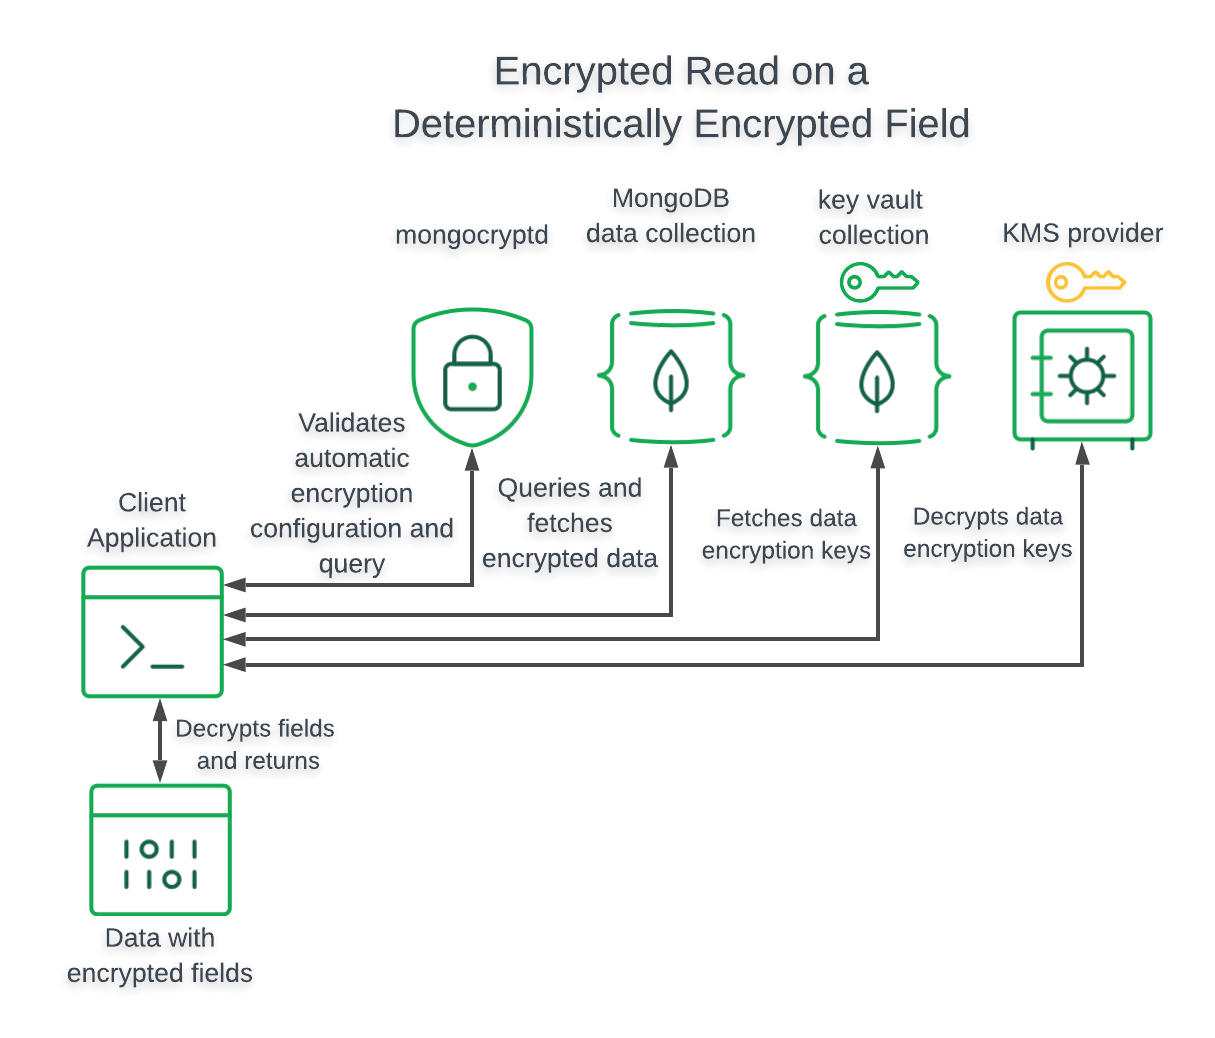 Encrypted Read on a
Deterministically Encrypted Field
mongocryptd
MongoDB
data collection
key vault
collection
KMS provider
Validates
automatic
encryption
configuration and
query
Queries and
fetches
encrypted data
Fetches data
encryption keys
Decrypts data
encryption keys
Client
Application
>_
Decrypts fields
and returns
1011
1101
Data with
encrypted fields